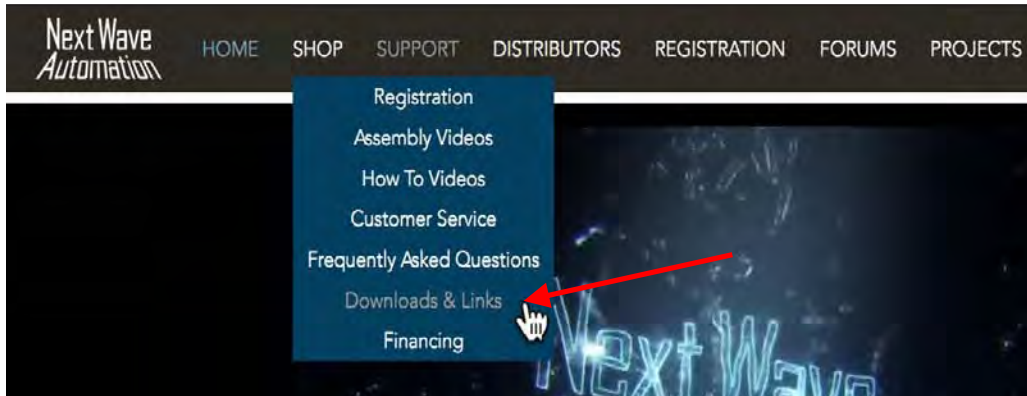 Next Wave
Automation
HOME SHOP SUPPORT DISTRIBUTORS REGISTRATION FORUMS PROJECTS
Registration
Assembly Videos
How To Videos
Customer Service
Frequently Asked Questions
Downloads & Links
Financing
Next Wave